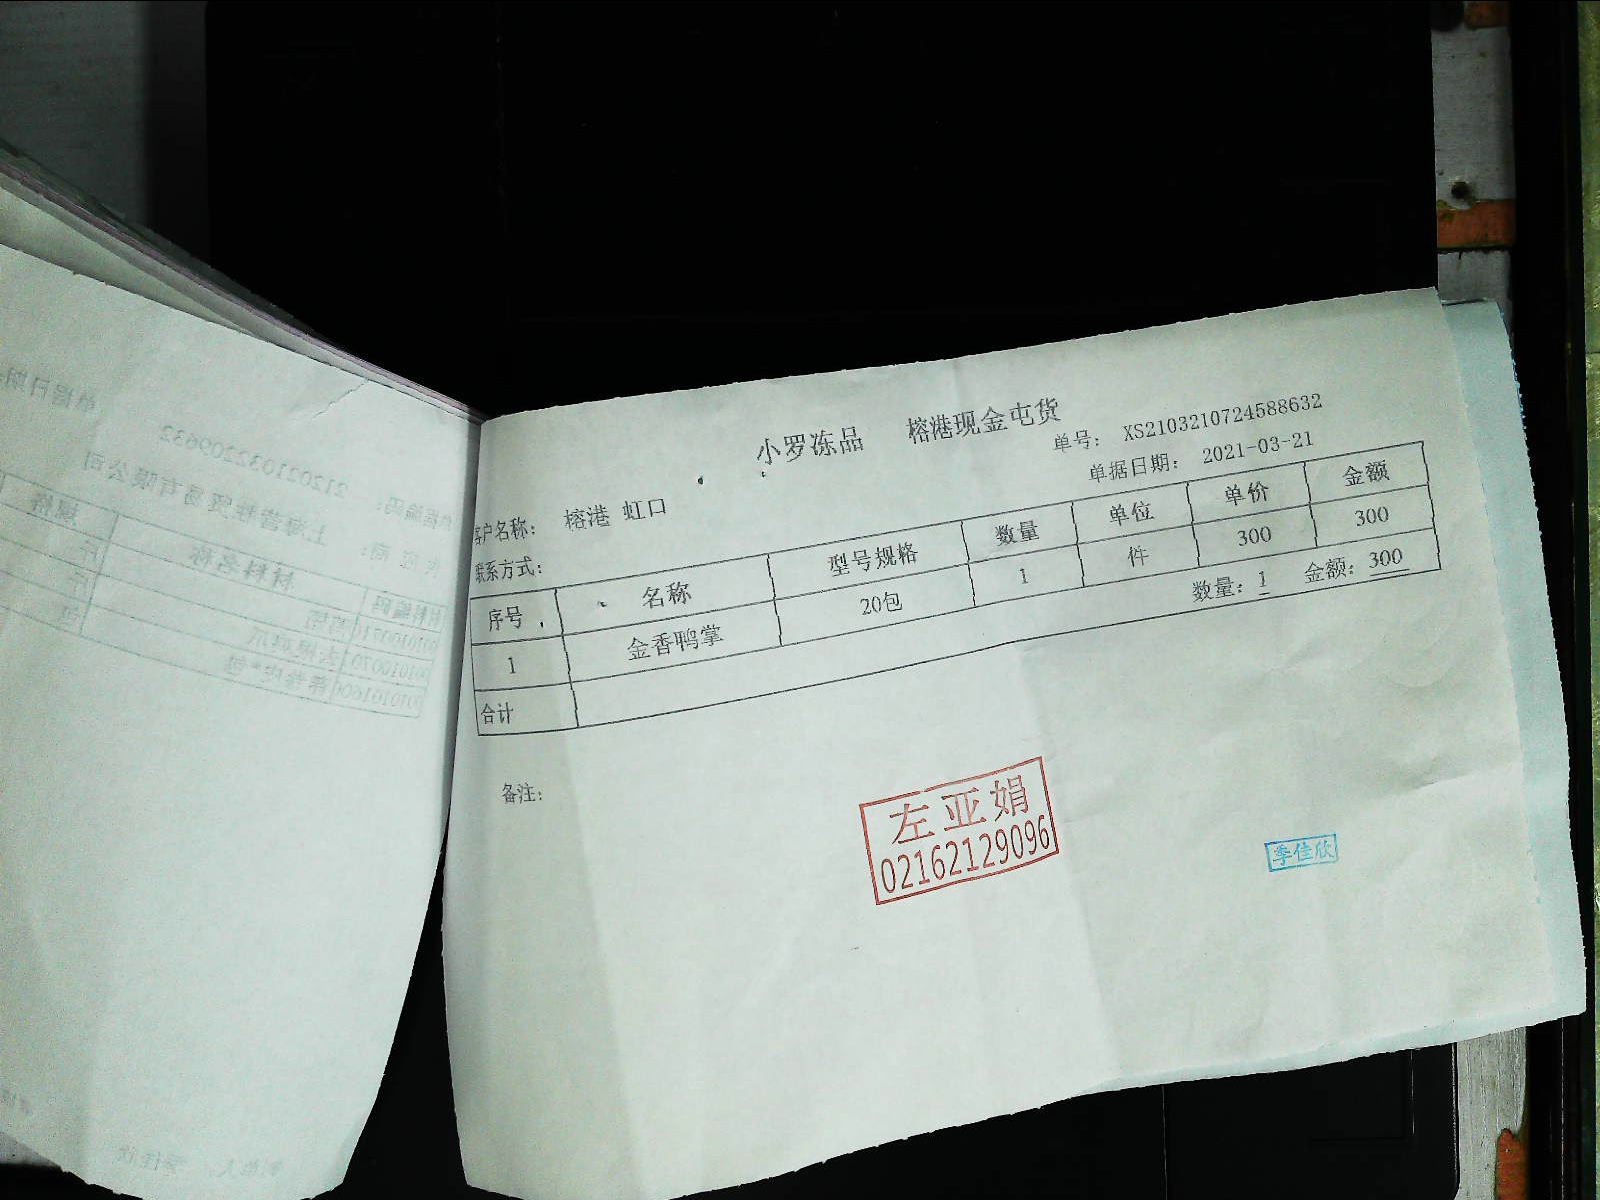 小罗冻品 榕港现金屯货
单号: XS2103210724588632
客户名称: 榕港 虹口
单据日期: 2021-03-21
联系方式:
序号 名称 型号规格 数量 单位 单价 金额
1 金香鸭掌 20包 1 件 300 300
合计 数量: 1 金额: 300
备注:
左亚娟
02162129096
季佳欣